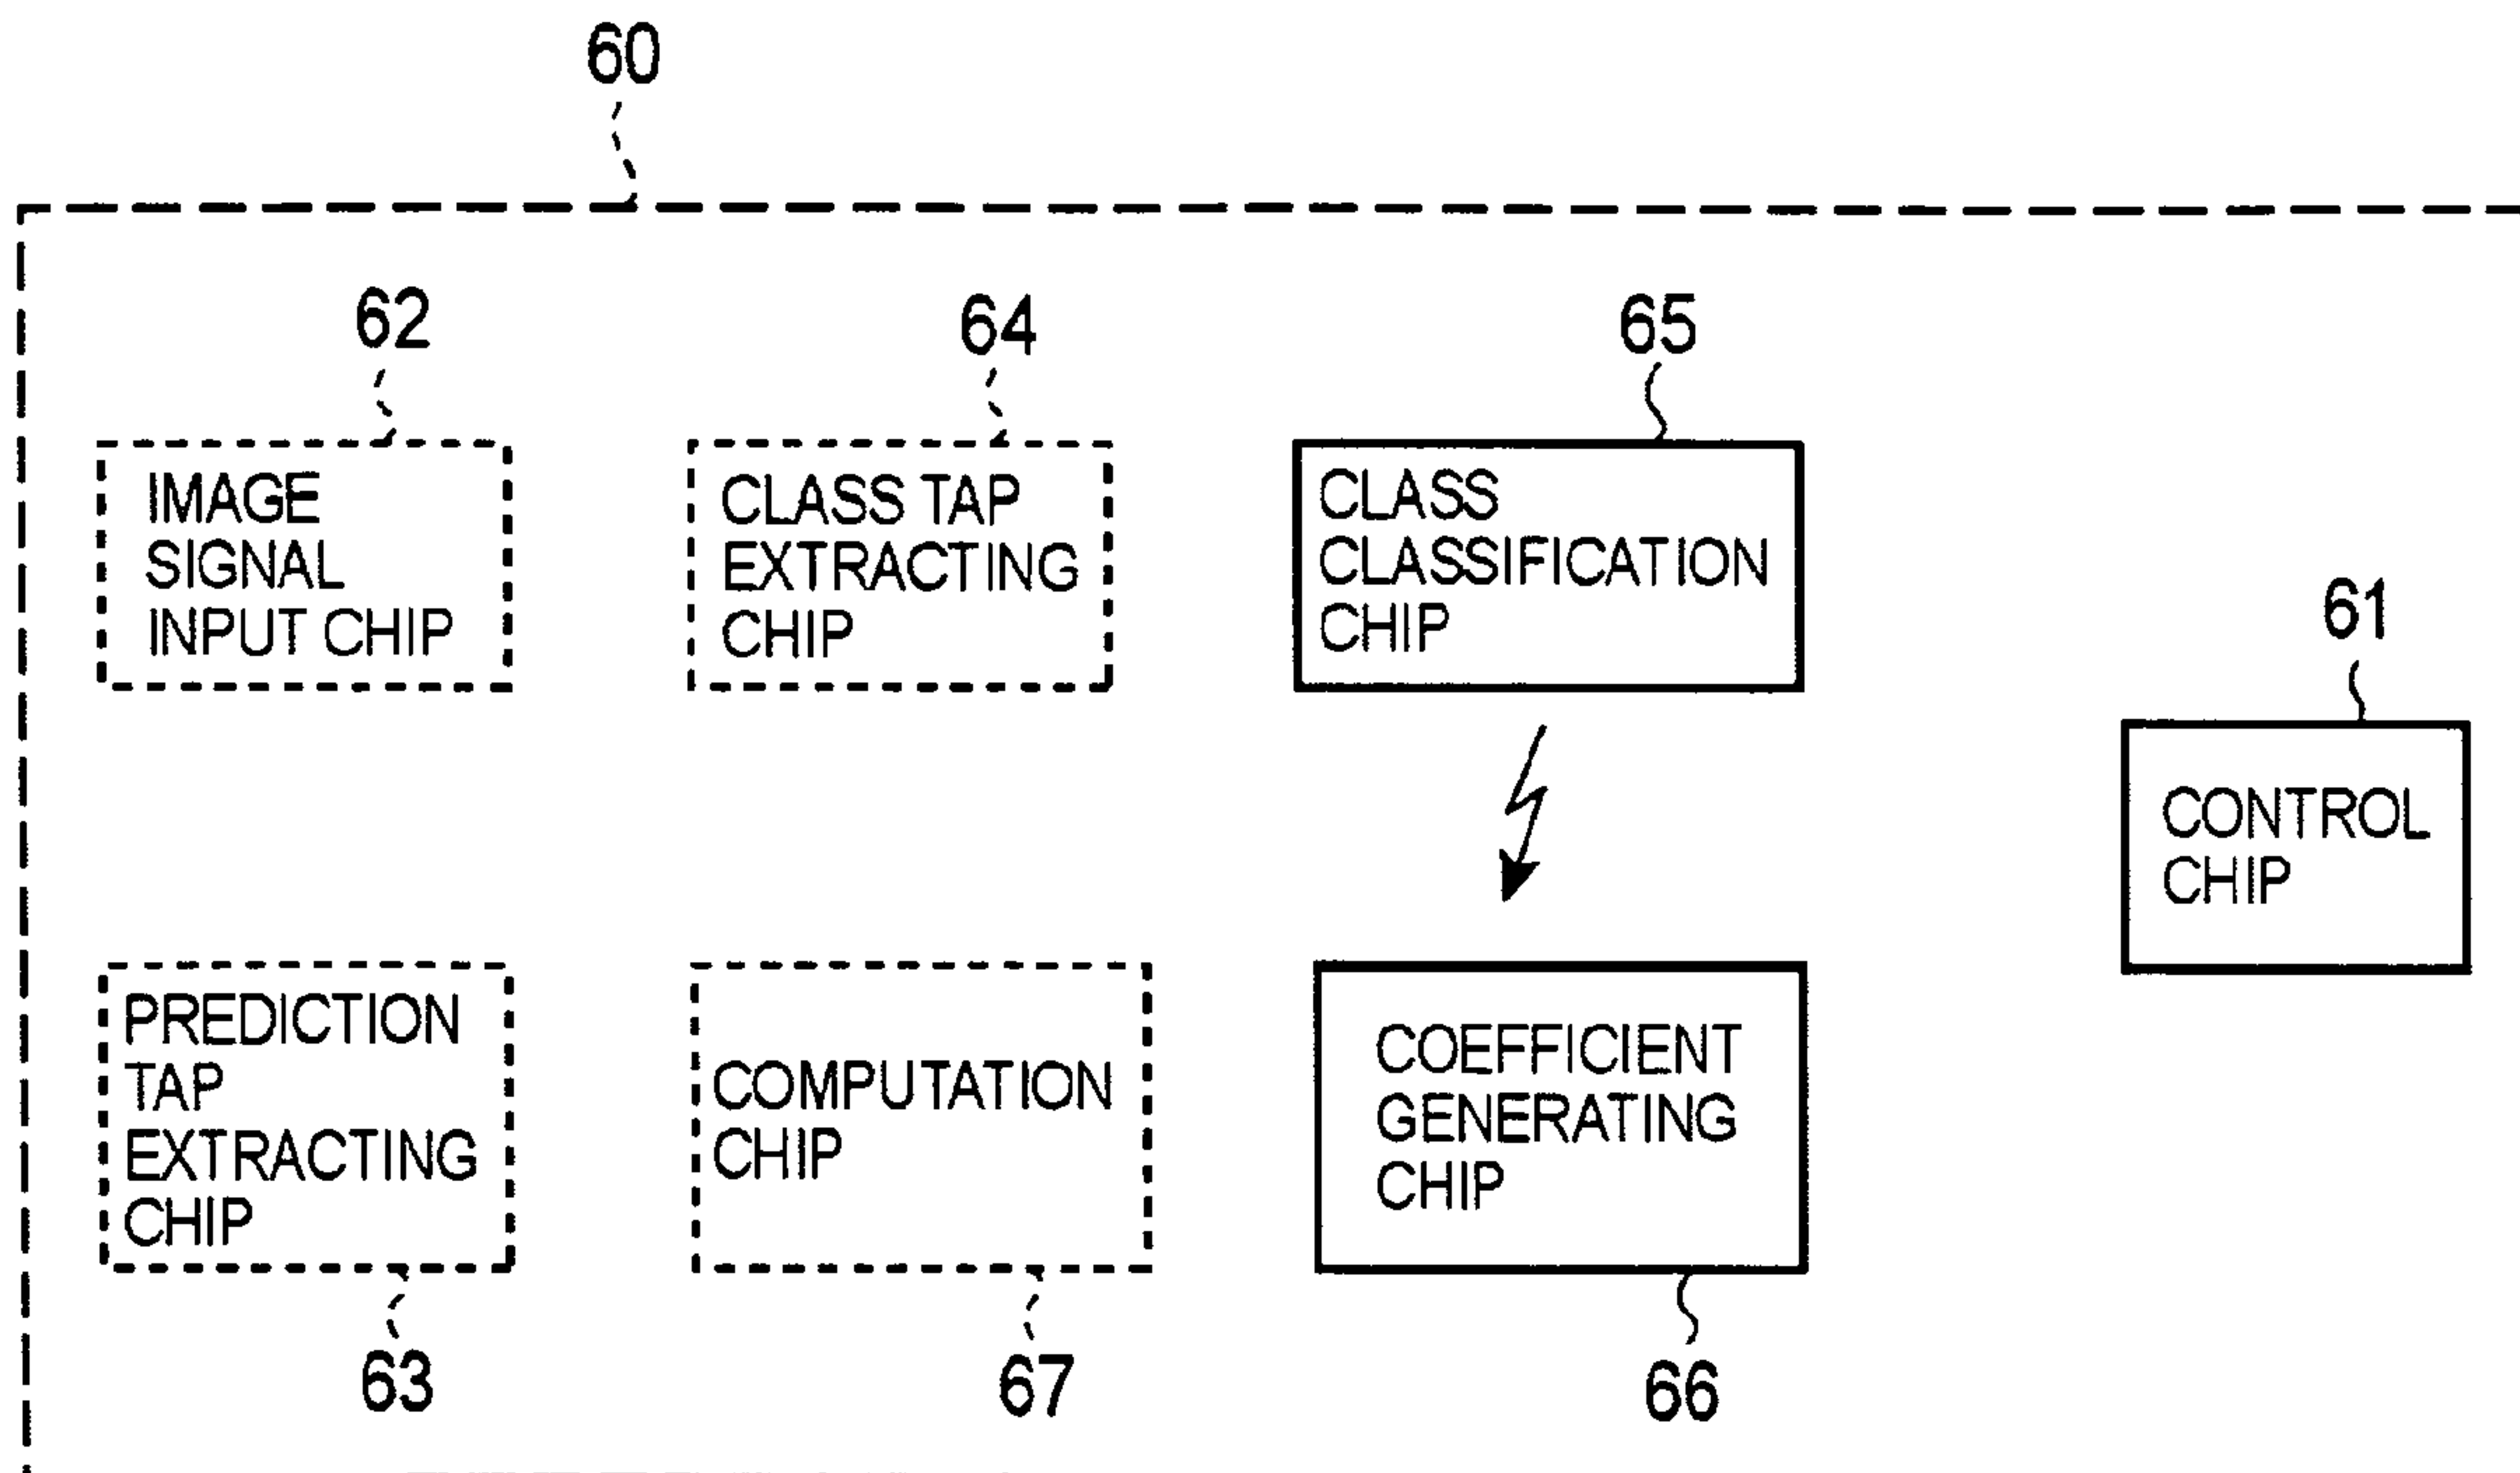 60
62
64
65
IMAGE
SIGNAL
INPUT CHIP
CLASS TAP
EXTRACTING
CHIP
CLASS
CLASSIFICATION
CHIP
61
CONTROL
CHIP
PREDICTION
TAP
EXTRACTING
CHIP
COMPUTATION
CHIP
COEFFICIENT
GENERATING
CHIP
63
67
66